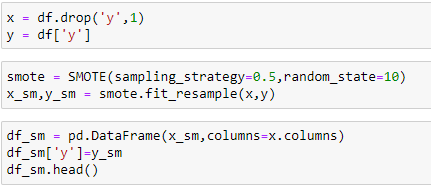 x = df.drop('y',1)
y = df['y']
smote = SMOTE(sampling_strategy=0.5,random_state=10)
x_sm,y_sm = smote.fit_resample(x,y)
df_sm = pd.DataFrame(x_sm,columns=x.columns)
df_sm['y']=y_sm
df_sm.head()